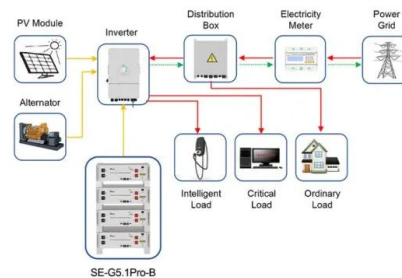 PV Module
Inverter
Distribution
Box
Electricity
Meter
Power
Grid
Alternator
Intelligent
Load
Critical
Load
Ordinary
Load
SE-G5.1Pro-B